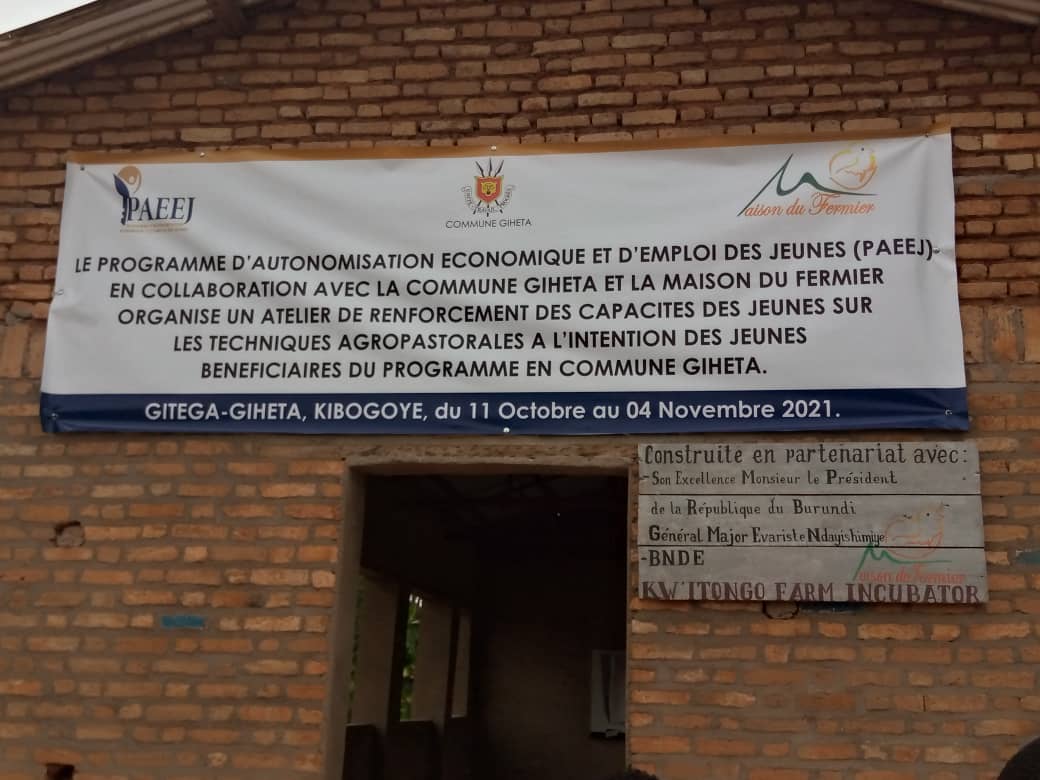 PAEEJ
COMMUNE GIHETA
Maison du Fermier
LE PROGRAMME D'AUTONOMISATION ECONOMIQUE ET D'EMPLOI DES JEUNES (PAEEJ)
EN COLLABORATION AVEC LA COMMUNE GIHETA ET LA MAISON DU FERMIER
ORGANISE UN ATELIER DE RENFORCEMENT DES CAPACITES DES JEUNES SUR
LES TECHNIQUES AGROPASTORALES A L'INTENTION DES JEUNES
BENEFICIAIRES DU PROGRAMME EN COMMUNE GIHETA.
GITEGA-GIHETA, KIBOGOYE, du 11 Octobre au 04 Novembre 2021.
Construite en partenariat avec:
-Son Excellence Monsieur le Président
de la République du Burundi
Général Major Evariste Ndayishimiye
-BNDE
Maison du Fermier
KW'ITONGO FARM INCUBATOR